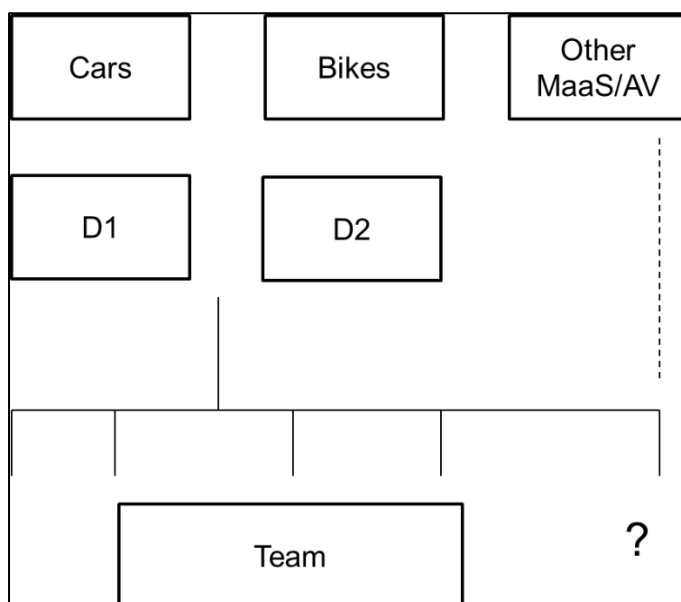 Cars
Bikes
Other
MaaS/AV
D1
D2
Team
?